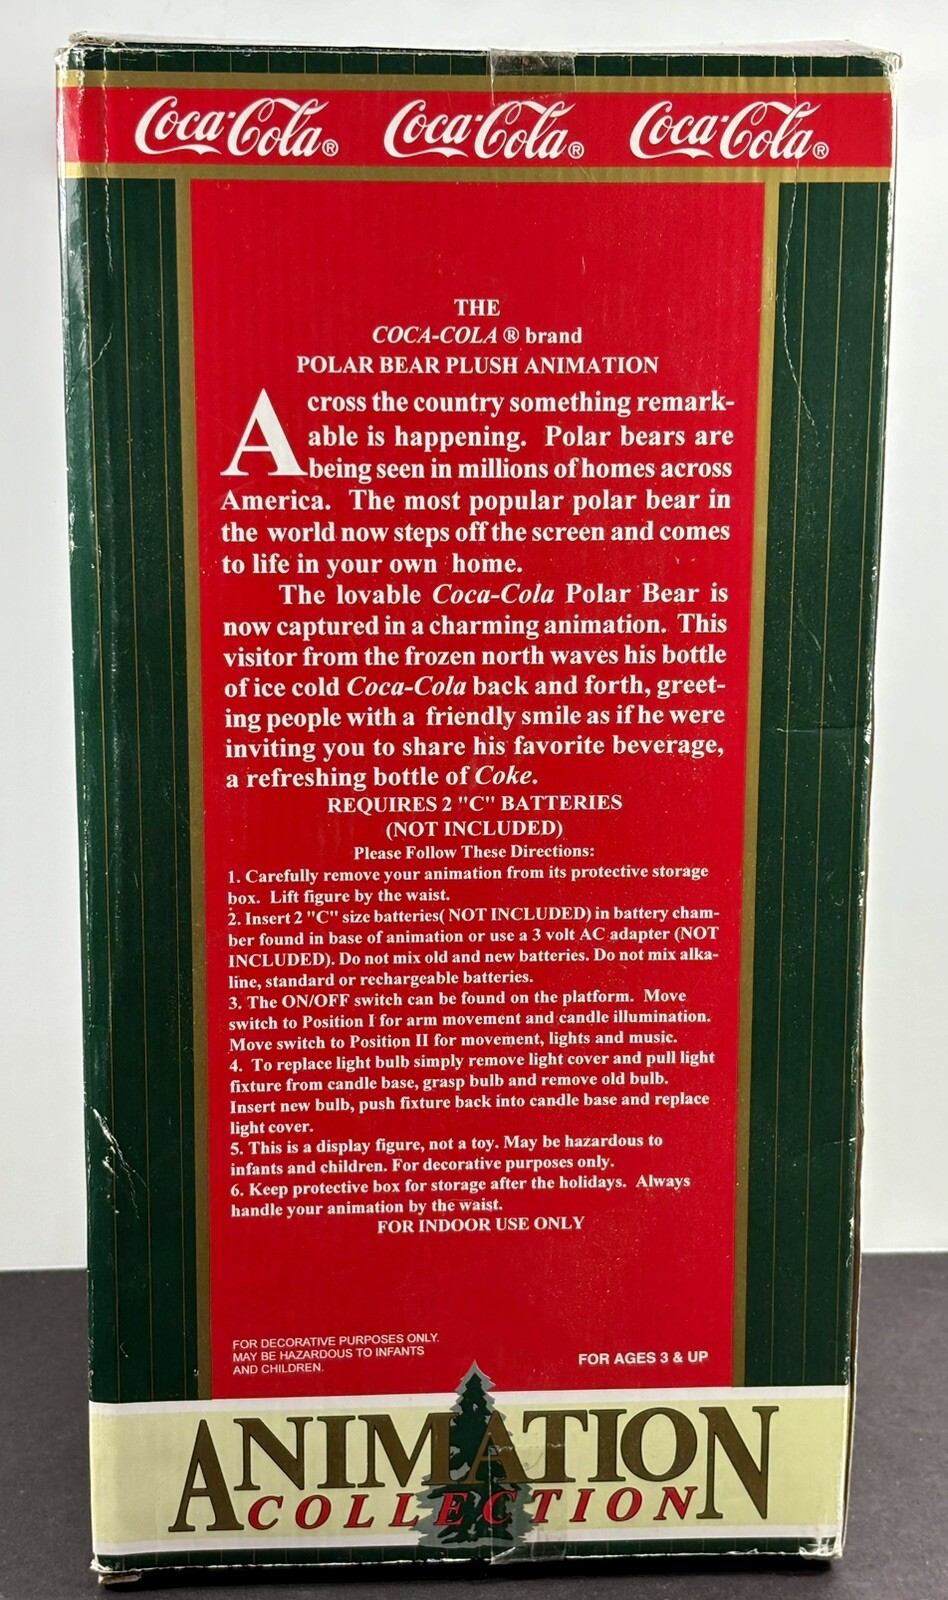 Coca-Cola® Coca-Cola® Coca-Cola®
THE
COCA-COLA ® brand
POLAR BEAR PLUSH ANIMATION
Across the country something remark-
able is happening. Polar bears are
being seen in millions of homes across
America. The most popular polar bear in
the world now steps off the screen and comes
to life in your own home.
The lovable Coca-Cola Polar Bear is
now captured in a charming animation. This
visitor from the frozen north waves his bottle
of ice cold Coca-Cola back and forth, greet-
ing people with a friendly smile as if he were
inviting you to share his favorite beverage,
a refreshing bottle of Coke.
REQUIRES 2 "C" BATTERIES
(NOT INCLUDED)
Please Follow These Directions:
1. Carefully remove your animation from its protective storage
box. Lift figure by the waist.
2. Insert 2 "C" size batteries( NOT INCLUDED) in battery cham-
ber found in base of animation or use a 3 volt AC adapter (NOT
INCLUDED). Do not mix old and new batteries. Do not mix alka-
line, standard or rechargeable batteries.
3. The ON/OFF switch can be found on the platform. Move
switch to Position I for arm movement and candle illumination.
Move switch to Position II for movement, lights and music.
4. To replace light bulb simply remove light cover and pull light
fixture from candle base, grasp bulb and remove old bulb.
Insert new bulb, push fixture back into candle base and replace
light cover.
5. This is a display figure, not a toy. May be hazardous to
infants and children. For decorative purposes only.
6. Keep protective box for storage after the holidays. Always
handle your animation by the waist.
FOR INDOOR USE ONLY
FOR DECORATIVE PURPOSES ONLY.
MAY BE HAZARDOUS TO INFANTS
AND CHILDREN.
FOR AGES 3 & UP
ANIMATION
COLLECTION